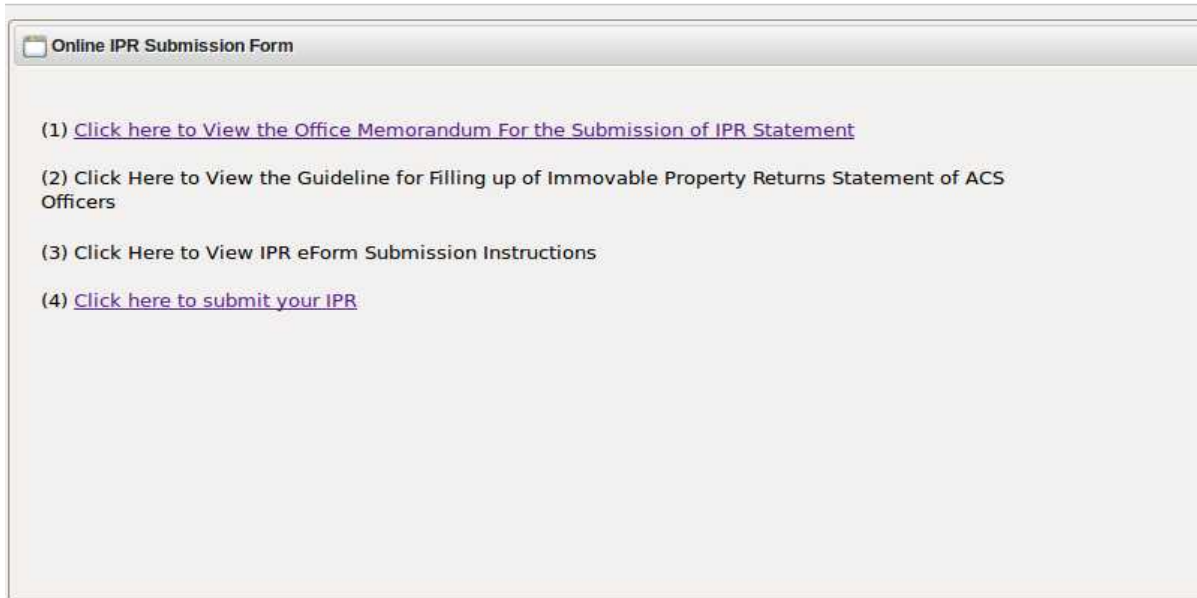 Online IPR Submission Form
(1) Click here to View the Office Memorandum For the Submission of IPR Statement
(2) Click Here to View the Guideline for Filling up of Immovable Property Returns Statement of ACS
Officers
(3) Click Here to View IPR eForm Submission Instructions
(4) Click here to submit your IPR